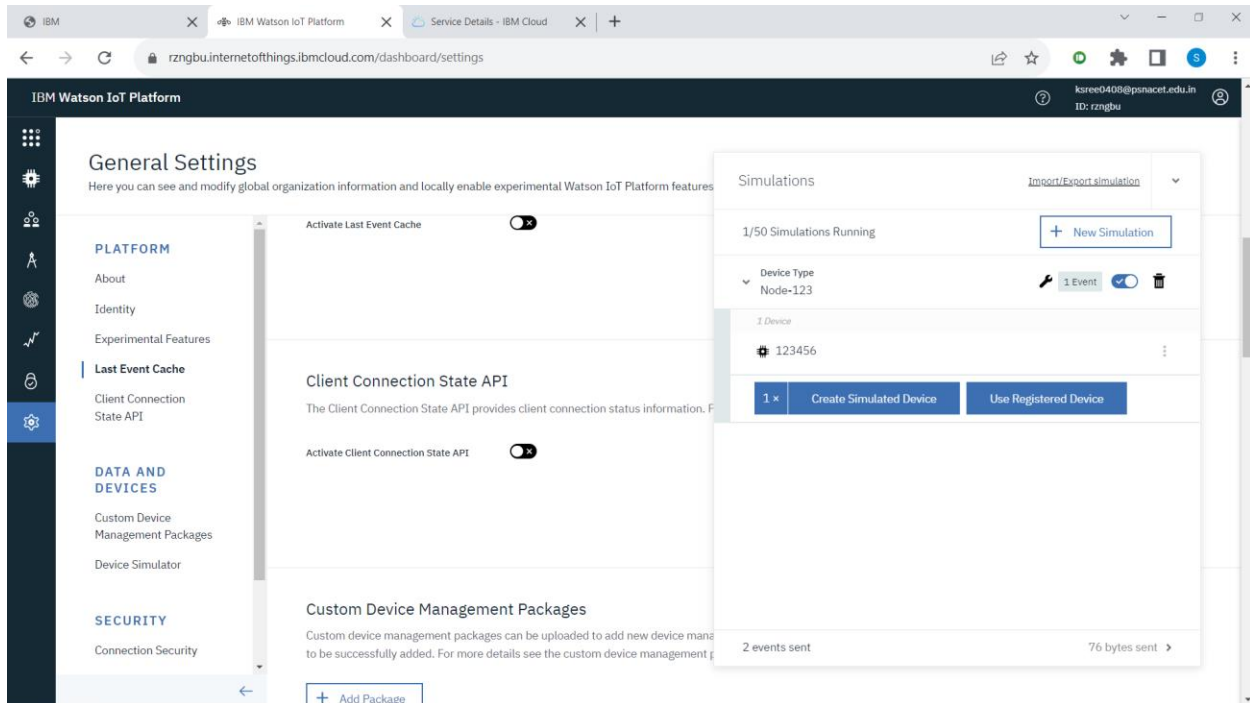 IBM
IBM Watson IoT Platform
Service Details - IBM Cloud
rzngbu.internetofthings.ibmcloud.com/dashboard/settings
S
IBM Watson IoT Platform
ksree0408@psnacet.edu.in
ID: rzngbu
General Settings
Here you can see and modify global organization information and locally enable experimental Watson IoT Platform features
PLATFORM
About
Identity
Experimental Features
Last Event Cache
Client Connection
State API
DATA AND
DEVICES
Custom Device
Management Packages
Device Simulator
SECURITY
Connection Security
Activate Last Event Cache
Client Connection State API
The Client Connection State API provides client connection status information. F
Activate Client Connection State API
Custom Device Management Packages
Custom device management packages can be uploaded to add new device mana
to be successfully added. For more details see the custom device management p
+ Add Package
Simulations
Import/Export simulation
1/50 Simulations Running
+ New Simulation
Device Type
Node-123
1 Event
1 Device
123456
1 × Create Simulated Device
Use Registered Device
2 events sent
76 bytes sent